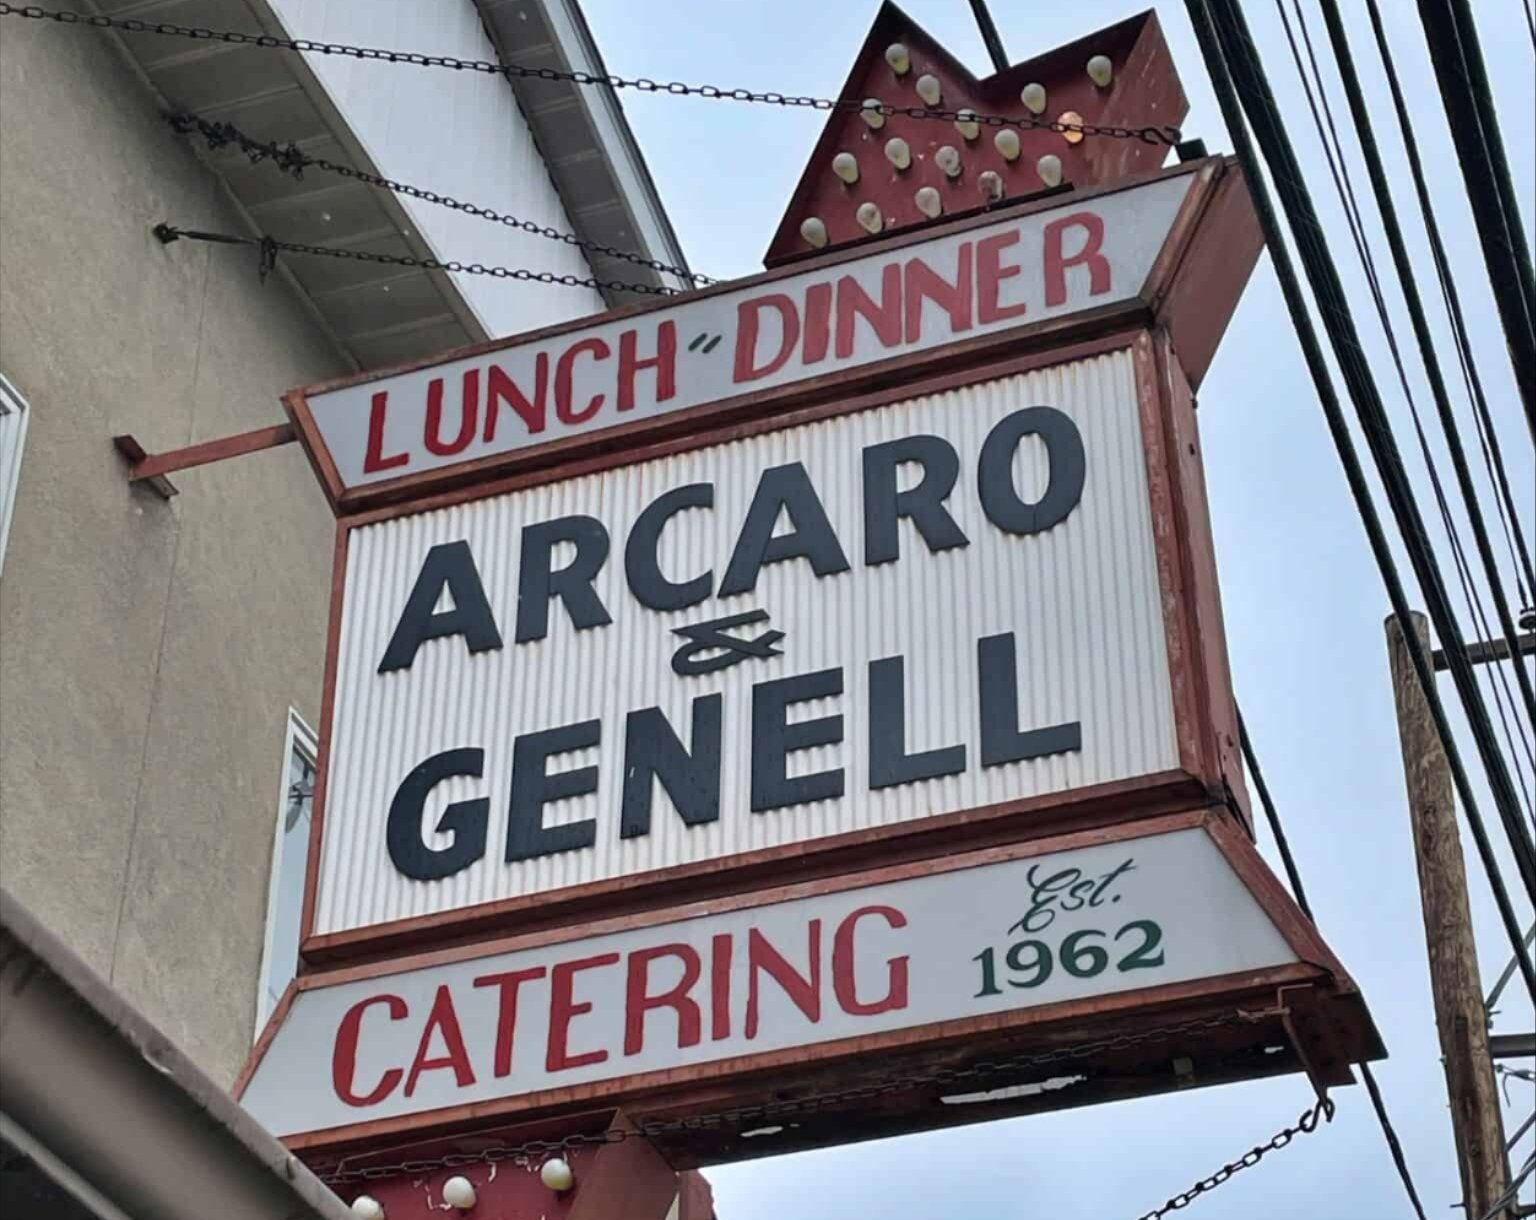 LUNCH " DINNER
ARCARO
&
GENELL
CATERING
Est.
1962